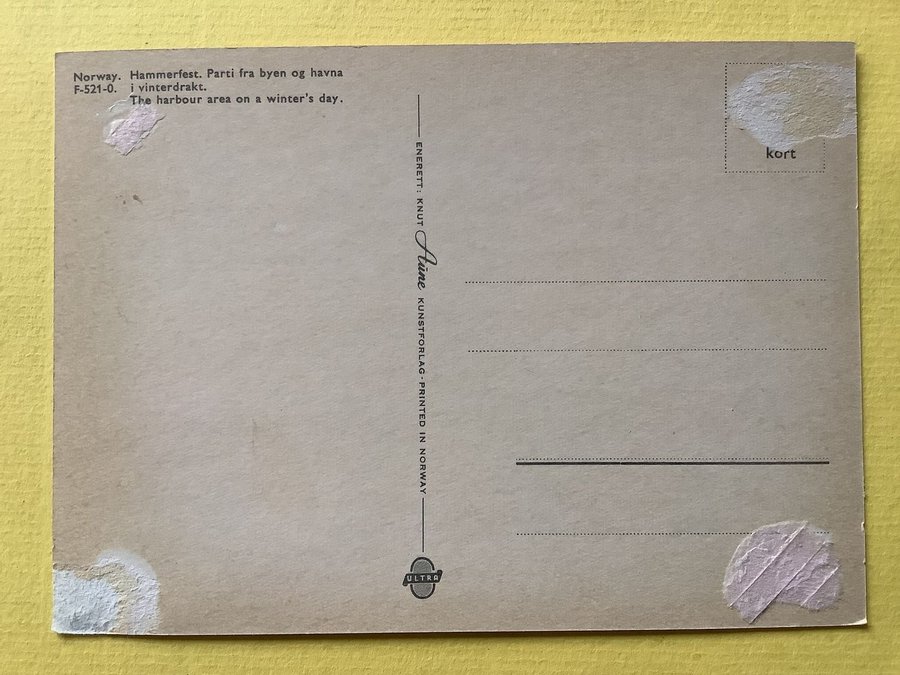 Norway. Hammerfest. Parti fra byen og havna
F-521-0. i vinterdrakt.
The harbour area on a winter's day.
kort
ENERETT: KNUT Aune KUNSTFORLAG · PRINTED IN NORWAY
ULTRA